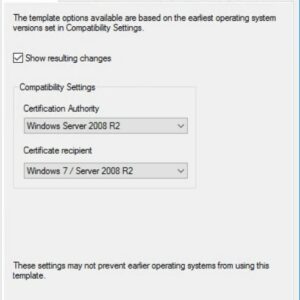 The template options available are based on the earliest operating system
versions set in Compatibility Settings.
Show resulting changes
Compatibility Settings
Certification Authority
Windows Server 2008 R2
Certificate recipient
Windows 7 / Server 2008 R2
These settings may not prevent earlier operating systems from using this
template.